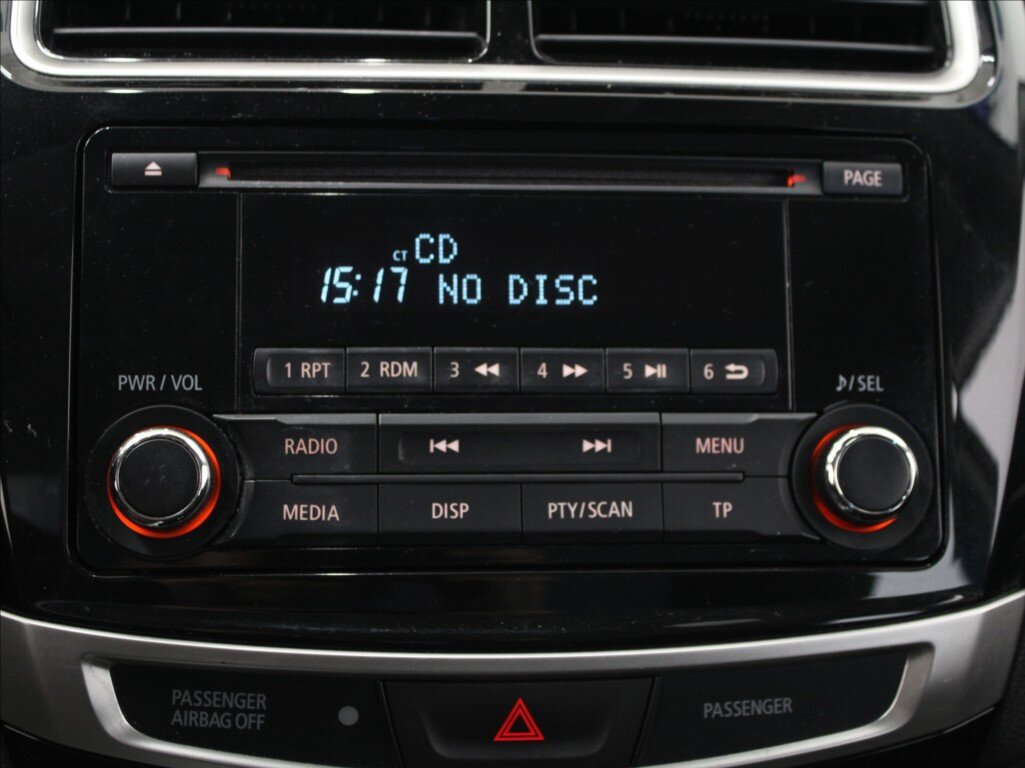 PAGE
CT CD
15:17 NO DISC
1 RPT 2 RDM 3 4 5 6
PWR / VOL
♪/SEL
RADIO
MENU
MEDIA
DISP
PTY/SCAN
TP
PASSENGER
AIRBAG OFF
PASSENGER